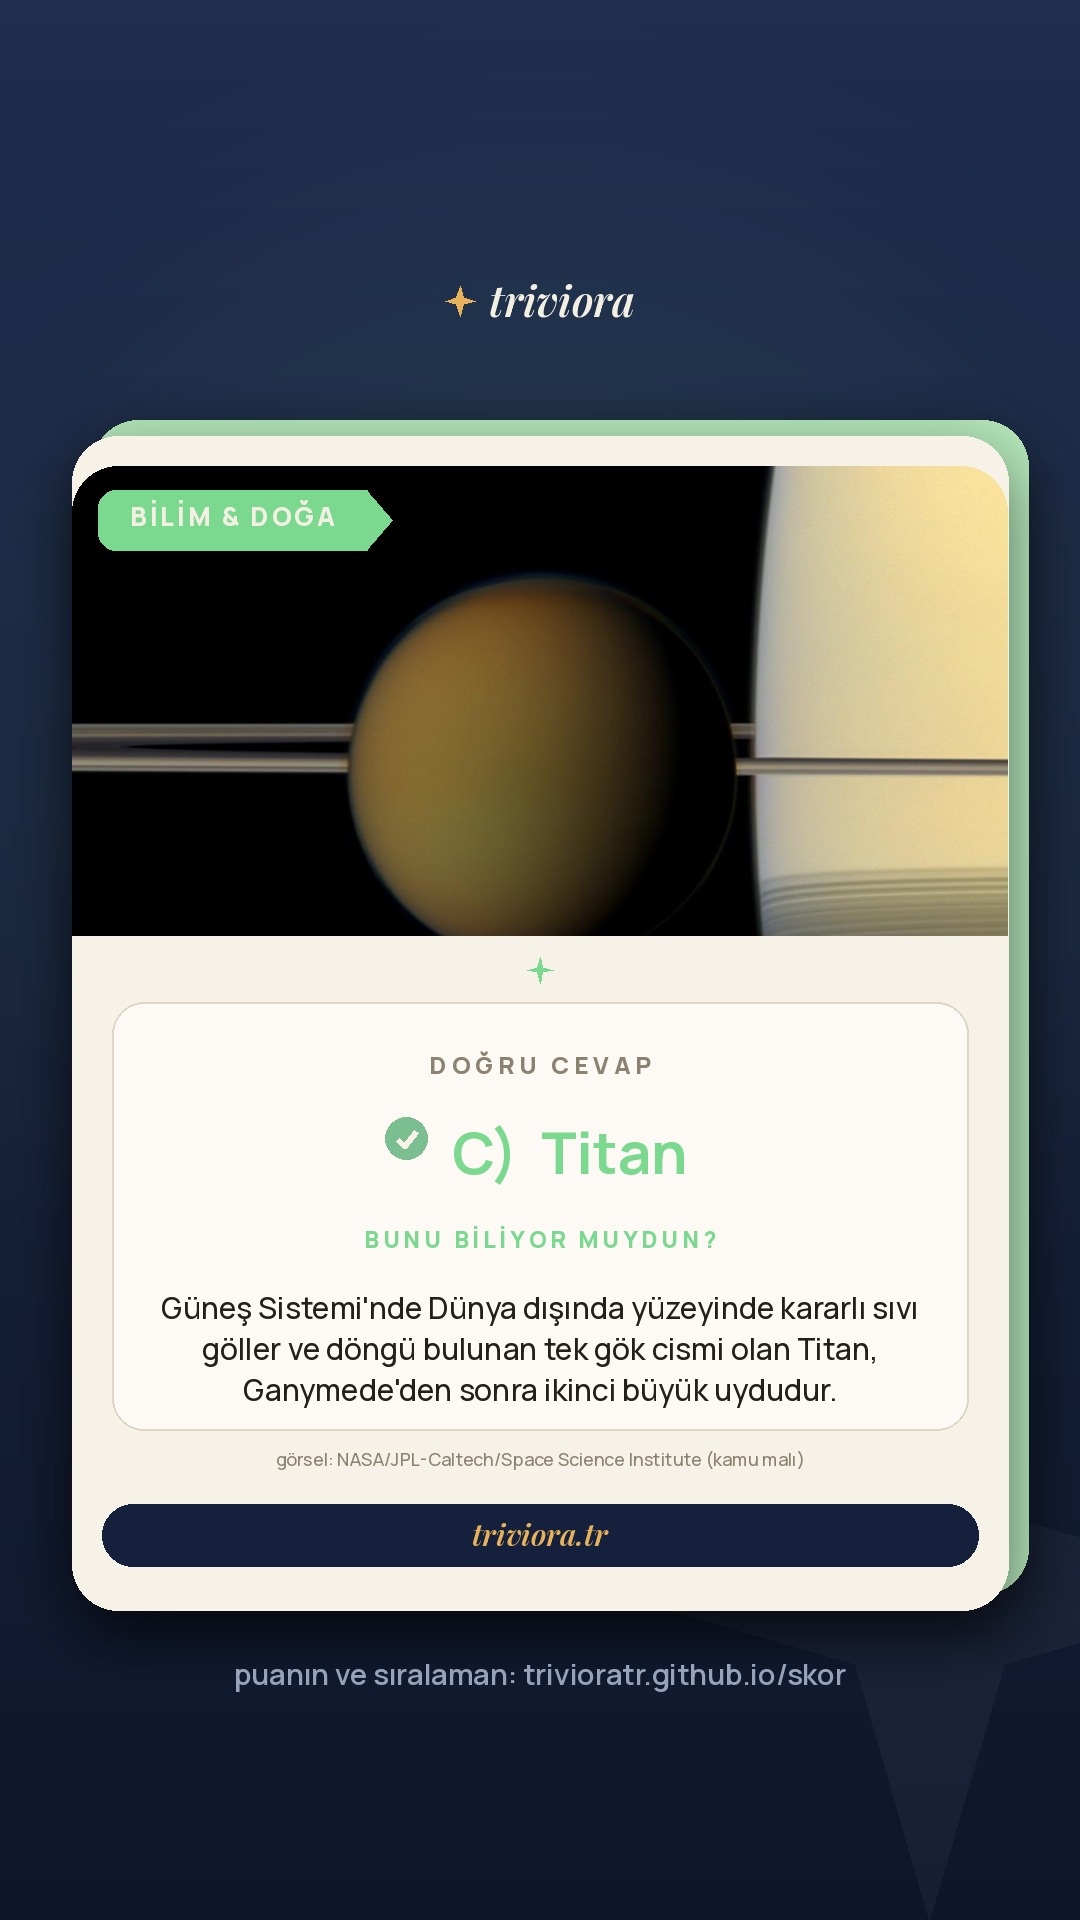 triviora
BİLİM & DOĞA
DOĞRU CEVAP
C) Titan
BUNU BİLİYOR MUYDUN?
Güneş Sistemi'nde Dünya dışında yüzeyinde kararlı sıvı
göller ve döngü bulunan tek gök cismi olan Titan,
Ganymede'den sonra ikinci büyük uydudur.
görsel: NASA/JPL-Caltech/Space Science Institute (kamu malı)
triviora.tr
puanın ve sıralaman: trivioratr.github.io/skor